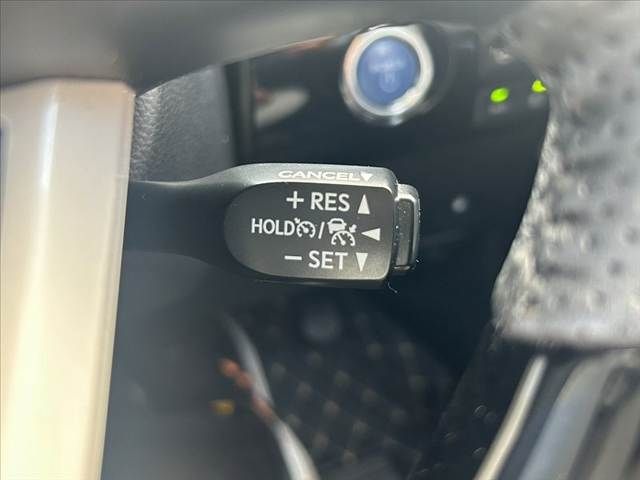 CANCEL▼
+ RES ▲
HOLD / ◀
− SET ▼